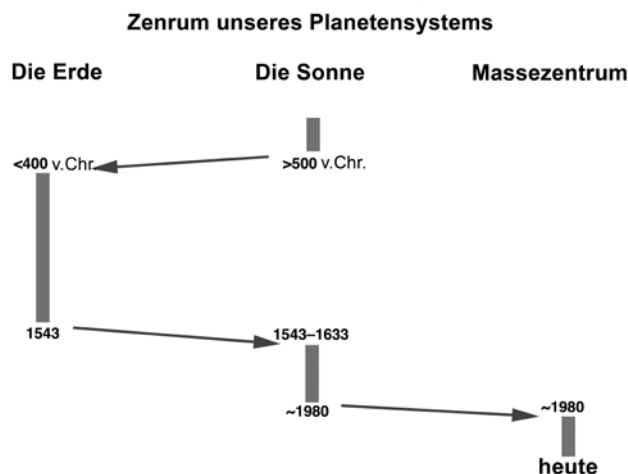 Zenrum unseres Planetensystems
Die Erde Die Sonne Massezentrum
<400 v.Chr. >500 v.Chr.
1543 1543–1633
~1980 ~1980
heute